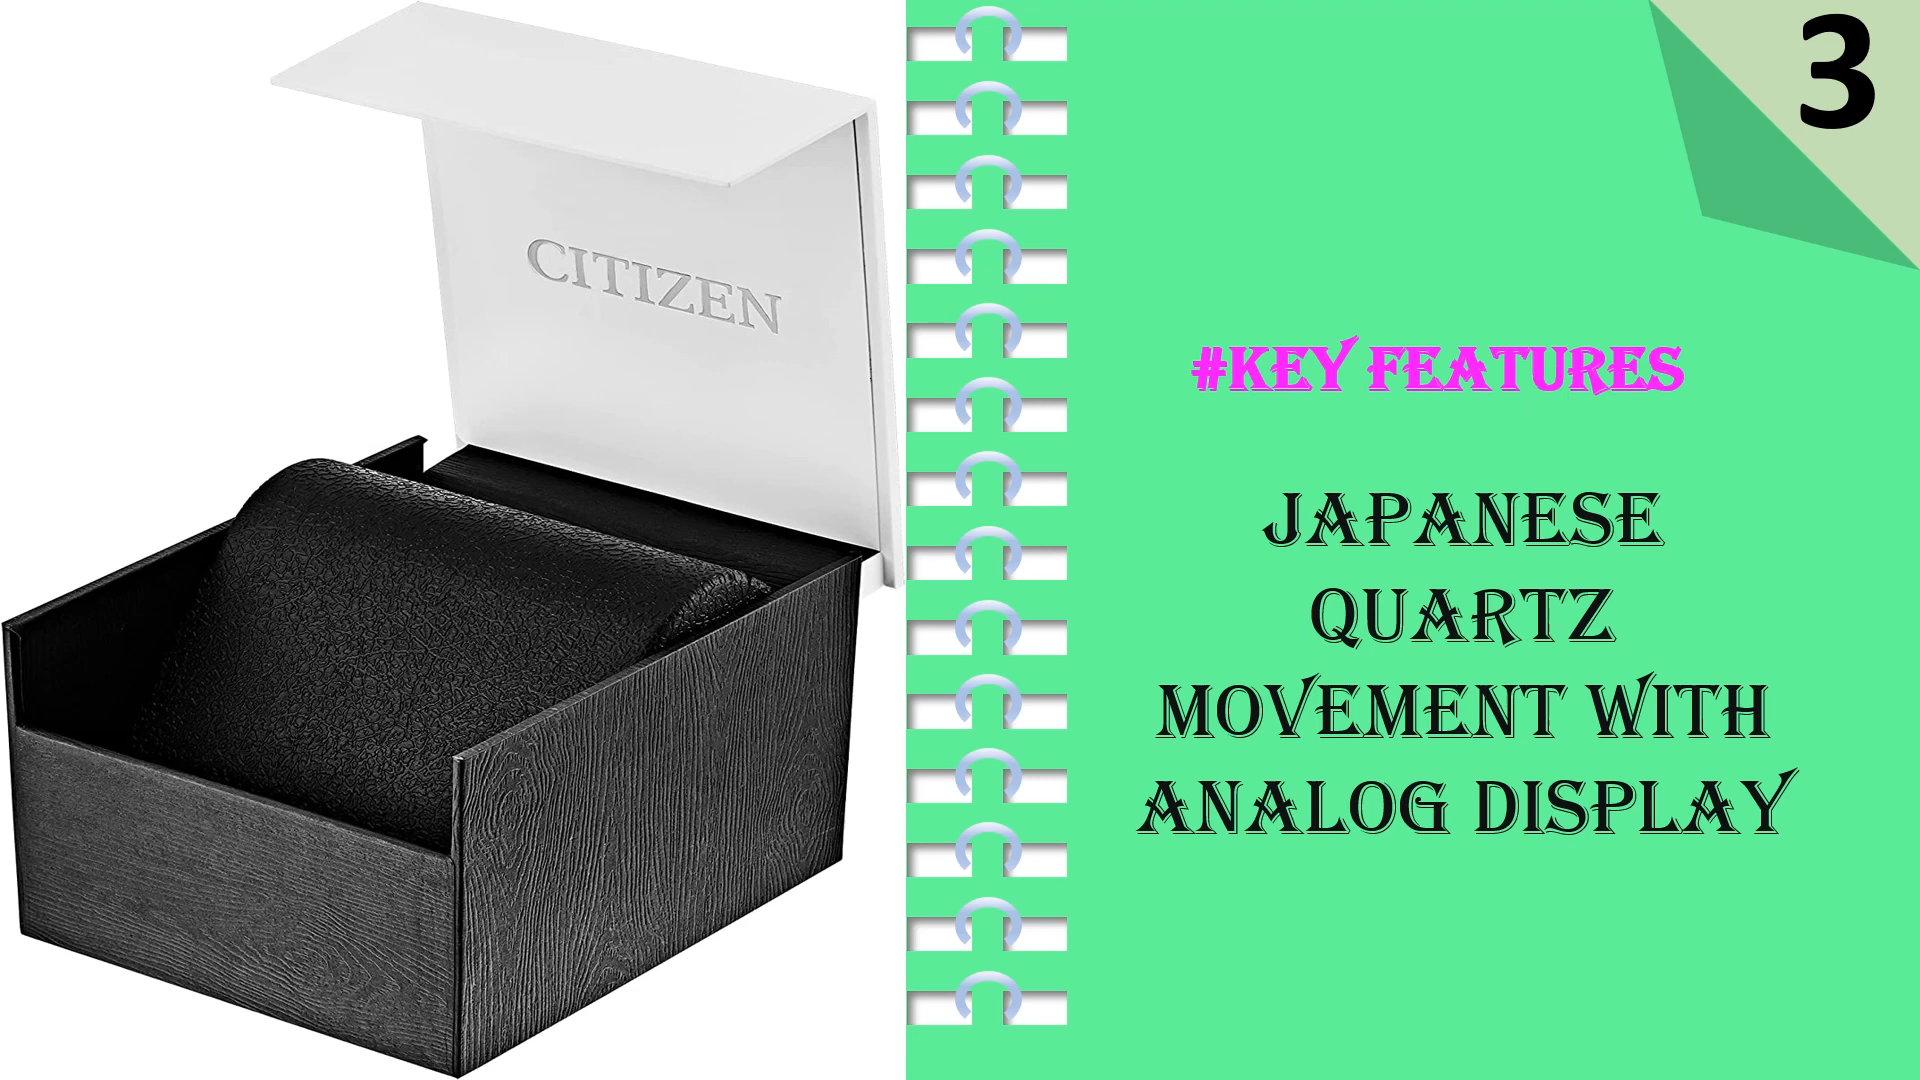 CITIZEN
3
#KEY FEATURES
JAPANESE
QUARTZ
MOVEMENT WITH
ANALOG DISPLAY